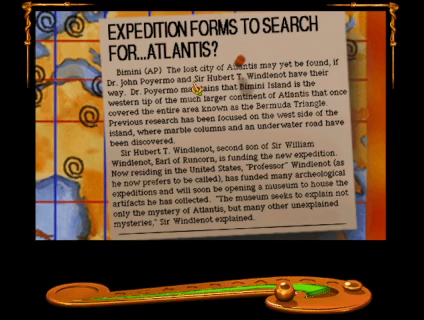 EXPEDITION FORMS TO SEARCH
FOR...ATLANTIS?
Bimini (AP) The lost city of Atlantis may yet be found, if
Dr. John Poyermo and Sir Hubert T. Windlenot have their
way. Dr. Poyermo maintains that Bimini Island is the
western tip of the much larger continent of Atlantis that once
covered the entire area known as the Bermuda Triangle.
Previous research has been focused on the west side of the
island, where marble columns and an underwater road have
been discovered.
Sir Hubert T. Windlenot, second son of Sir William
Windlenot, Earl of Runcorn, is funding the new expedition.
Now residing in the United States, "Professor" Windlenot (as
he now prefers to be called), has funded many archeological
expeditions and will soon be opening a museum to house the
artifacts he has collected. "The museum seeks to explain not
only the mystery of Atlantis, but many other unexplained
mysteries," Sir Windlenot explained.